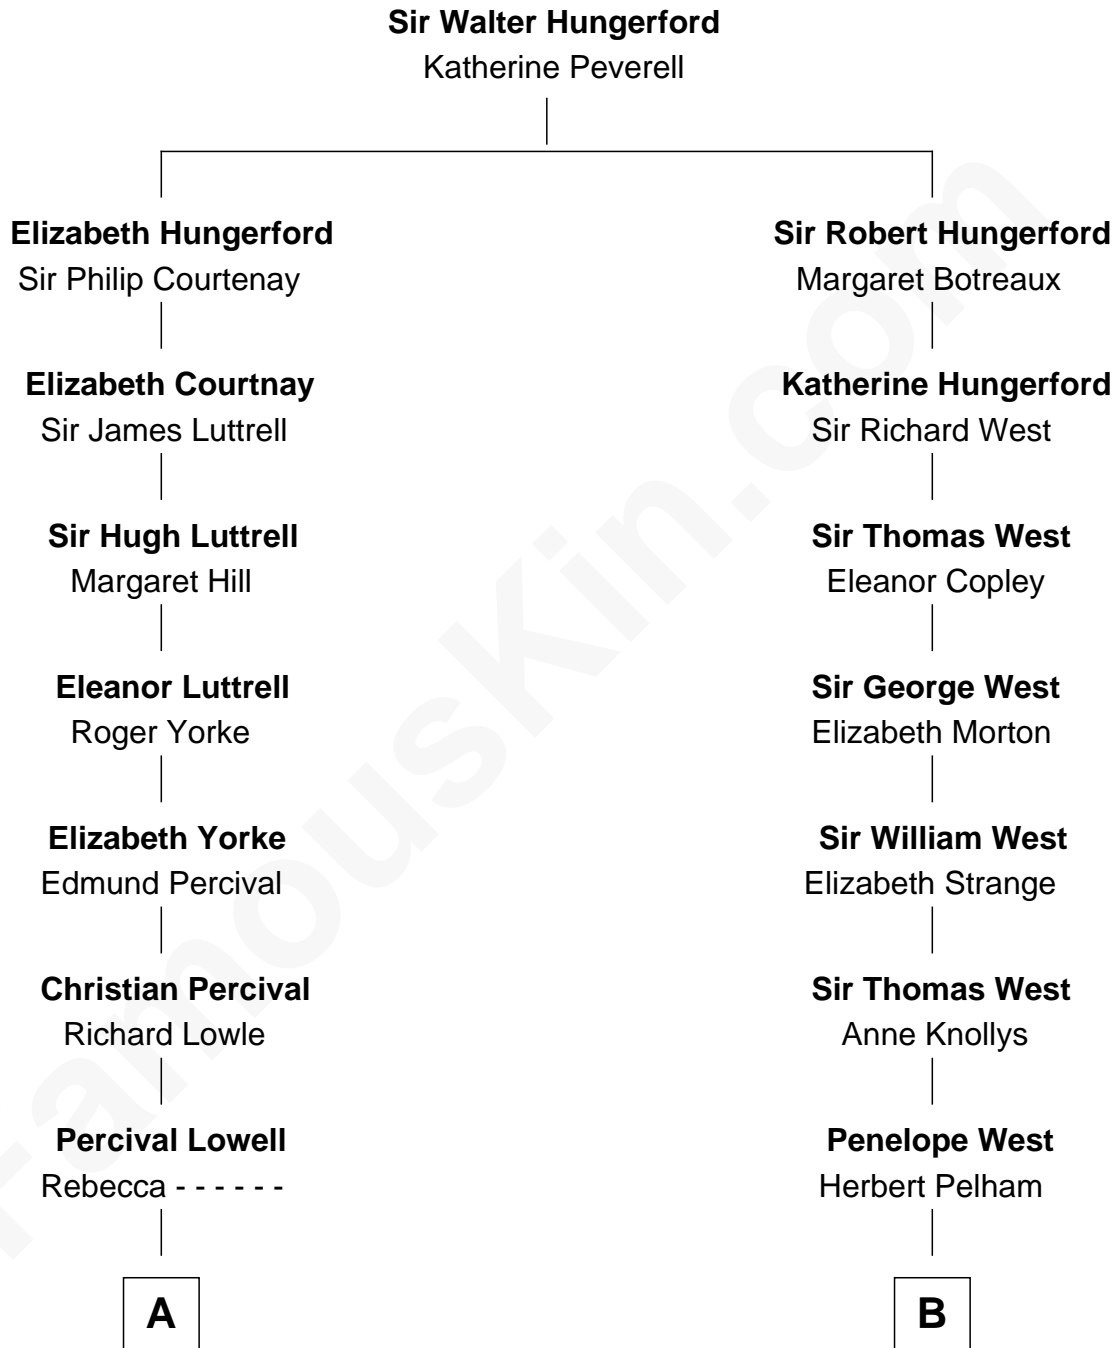 Sir Walter Hungerford
Katherine Peverell
Elizabeth Hungerford
Sir Philip Courtenay
Sir Robert Hungerford
Margaret Botreaux
Elizabeth Courtnay
Sir James Luttrell
Katherine Hungerford
Sir Richard West
Sir Hugh Luttrell
Margaret Hill
Sir Thomas West
Eleanor Copley
Eleanor Luttrell
Roger Yorke
Sir George West
Elizabeth Morton
Elizabeth Yorke
Edmund Percival
Sir William West
Elizabeth Strange
Christian Percival
Richard Lowle
Sir Thomas West
Anne Knollys
Percival Lowell
Rebecca - - - - - -
Penelope West
Herbert Pelham
A
B
FamousKin.com